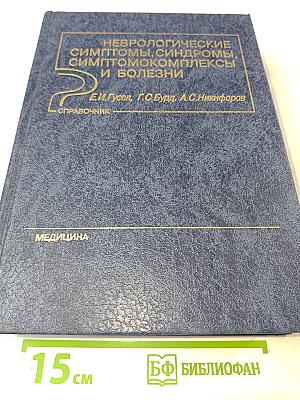 НЕВРОЛОГИЧЕСКИЕ
СИМПТОМЫ, СИНДРОМЫ,
СИМПТОМОКОМПЛЕКСЫ
И БОЛЕЗНИ
Е.И.Гусев, Г.С.Бурд, А.С.Никифоров
СПРАВОЧНИК
МЕДИЦИНА
15 см
БФ БИБЛИОФАН